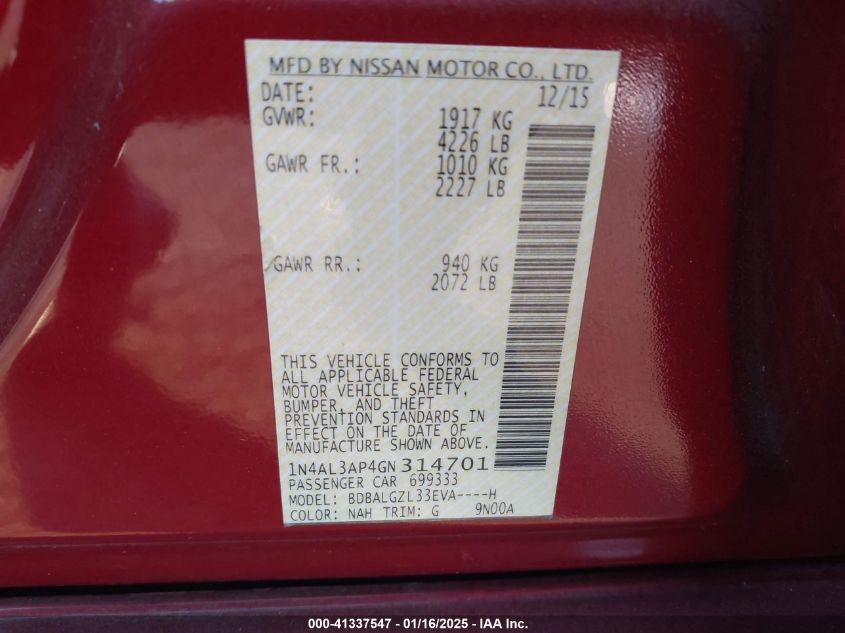 MFD BY NISSAN MOTOR CO., LTD.
DATE: 12/15
GVWR: 1917 KG
4226 LB
GAWR FR.: 1010 KG
2227 LB
GAWR RR.: 940 KG
2072 LB
THIS VEHICLE CONFORMS TO
ALL APPLICABLE FEDERAL
MOTOR VEHICLE SAFETY,
BUMPER, AND THEFT
PREVENTION STANDARDS IN
EFFECT ON THE DATE OF
MANUFACTURE SHOWN ABOVE.
1N4AL3AP4GN314701
PASSENGER CAR 699333
MODEL: BDBALGZL33EVA----H
COLOR: NAH TRIM: G 9N00A
000-41337547 - 01/16/2025 - IAA Inc.